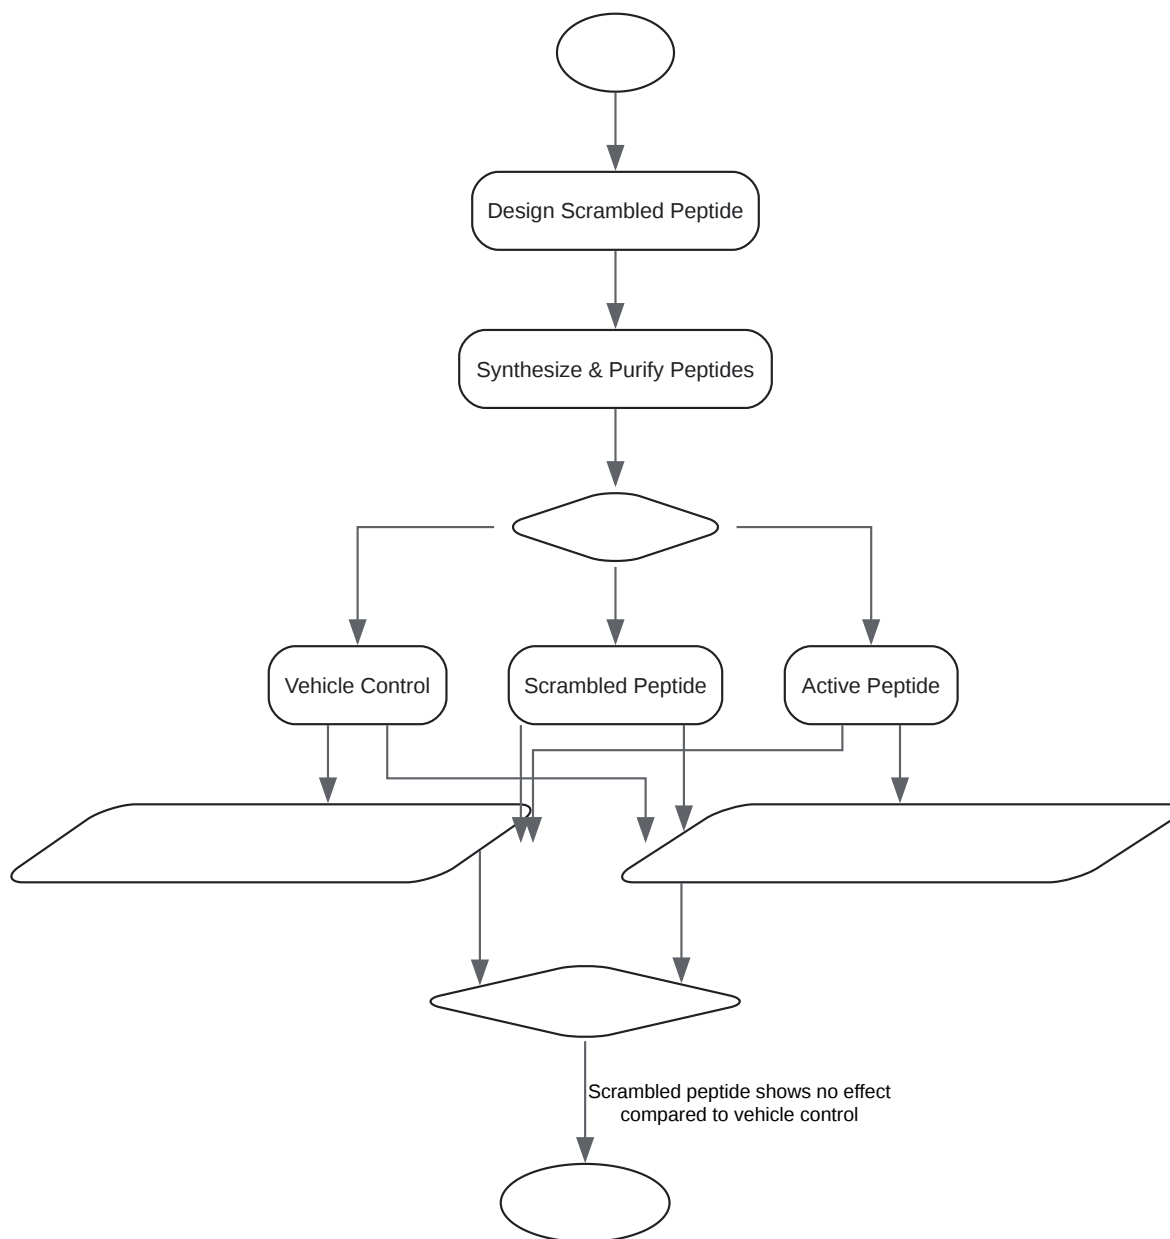 Design Scrambled Peptide
Synthesize & Purify Peptides
Vehicle Control
Scrambled Peptide
Active Peptide
Scrambled peptide shows no effect
compared to vehicle control